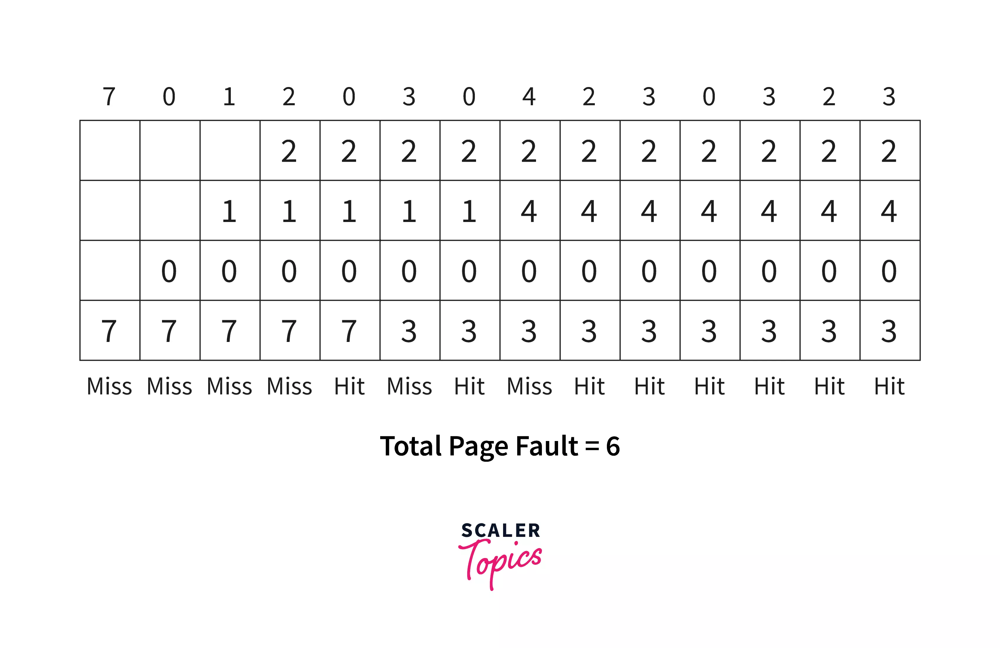 7 0 1 2 0 3 0 4 2 3 0 3 2 3
2 2 2 2 2 2 2 2 2 2 2
1 1 1 1 1 4 4 4 4 4 4 4
0 0 0 0 0 0 0 0 0 0 0 0 0
7 7 7 7 7 3 3 3 3 3 3 3 3 3
Miss Miss Miss Miss Hit Miss Hit Miss Hit Hit Hit Hit Hit Hit
Total Page Fault = 6
SCALER
Topics